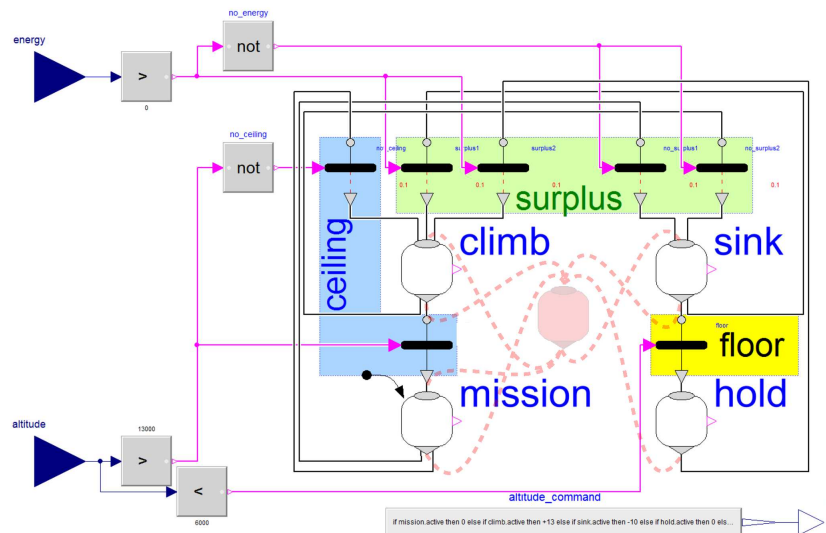 no_energy
energy
not
>
0
no_ceiling
not
no_ceiling
surplus1
surplus2
no_surplus1
no_surplus2
0.1
0.1
0.1
0.1
0.1
surplus
ceiling
climb
sink
floor
floor
mission
hold
altitude
13000
>
<
6000
altitude_command
if mission.active then 0 else if climb.active then +13 else if sink.active then -10 else if hold.active then 0 els...